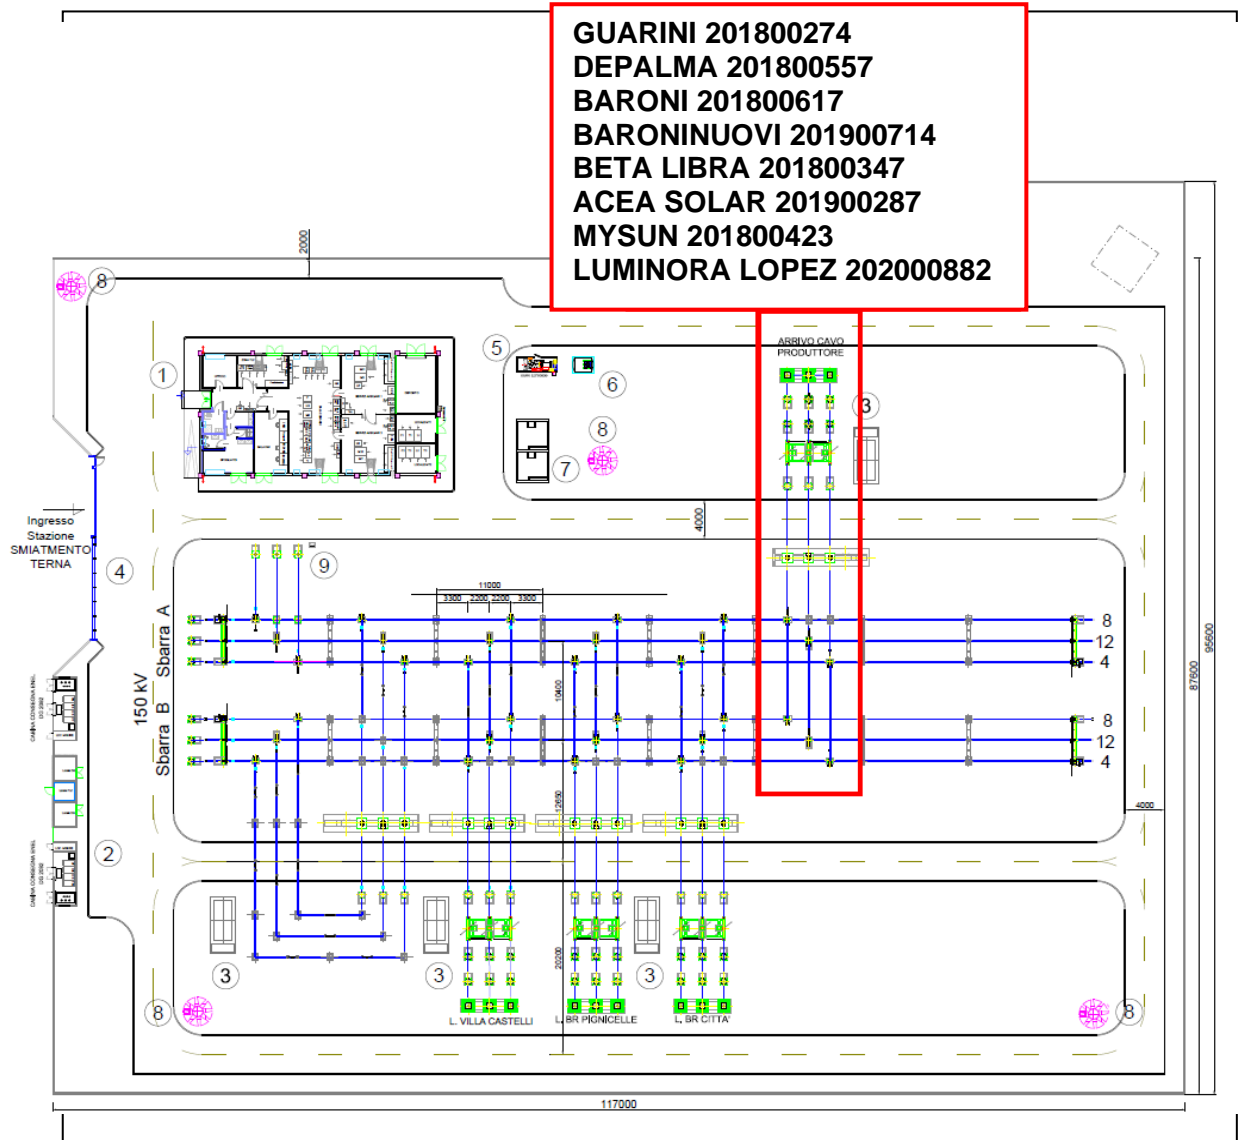 GUARINI 201800274
DEPALMA 201800557
BARONI 201800617
BARONINUOVI 201900714
BETA LIBRA 201800347
ACEA SOLAR 201900287
MYSUN 201800423
LUMINORA LOPEZ 202000882
2000
8
ARRIVO CAVO
PRODUTTORE
5
1
6
3
8
7
4000
Ingresso
Stazione
SMIATMENTO
TERNA
4
9
11000
3300 2200 2200 3300
150 kV
Sbarra A
8
12
4
10400
Sbarra B
8
12
4
87600
95600
12650
4000
2
3
3
3
20200
8
L. VILLA CASTELLI
L. BR PIGNICELLE
L. BR CITTA'
8
117000